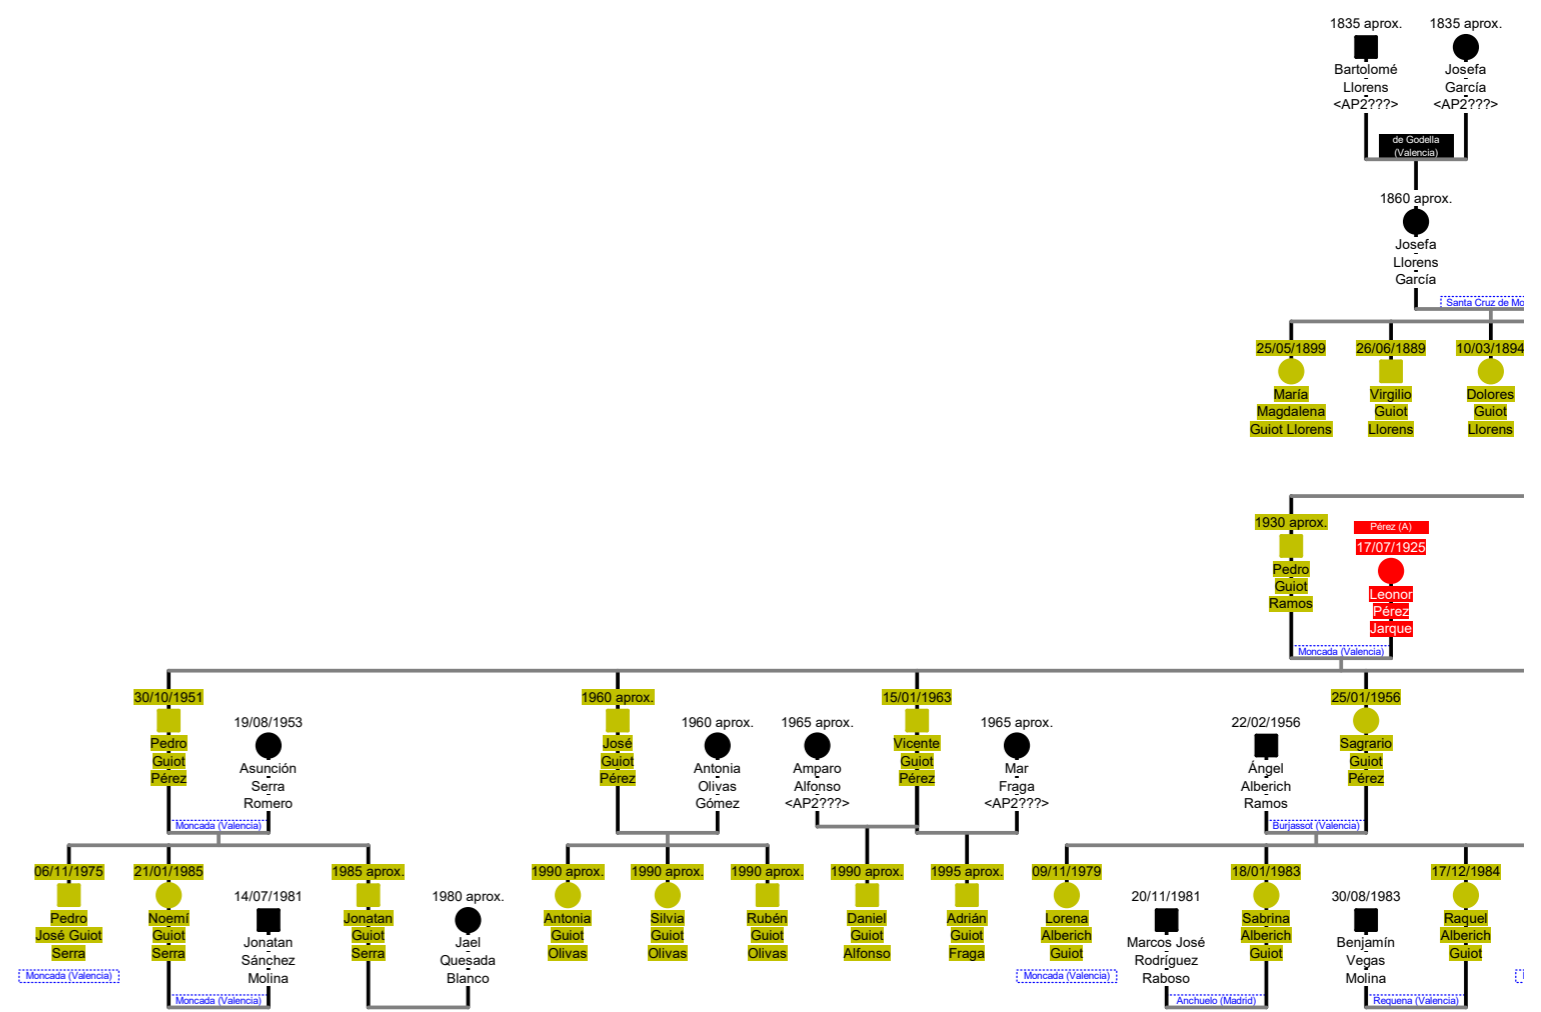 1835 aprox.
Bartolomé
Llorens
<AP2???>
1835 aprox.
Josefa
García
<AP2???>
de Godella
(Valencia)
1860 aprox.
Josefa
Llorens
García
Santa Cruz de Mo
25/05/1899
María
Magdalena
Guiot Llorens
26/06/1889
Virgilio
Guiot
Llorens
10/03/1894
Dolores
Guiot
Llorens
1930 aprox.
Pedro
Guiot
Ramos
Pérez (A)
17/07/1925
Leonor
Pérez
Jarque
Moncada (Valencia)
30/10/1951
Pedro
Guiot
Pérez
19/08/1953
Asunción
Serra
Romero
Moncada (Valencia)
1960 aprox.
José
Guiot
Pérez
1960 aprox.
Antonia
Olivas
Gómez
1965 aprox.
Amparo
Alfonso
<AP2???>
15/01/1963
Vicente
Guiot
Pérez
1965 aprox.
Mar
Fraga
<AP2???>
22/02/1956
Ángel
Alberich
Ramos
25/01/1956
Sagrario
Guiot
Pérez
Burjassot (Valencia)
06/11/1975
Pedro
José Guiot
Serra
Moncada (Valencia)
21/01/1985
Noemí
Guiot
Serra
14/07/1981
Jonatan
Sánchez
Molina
Moncada (Valencia)
1985 aprox.
Jonatan
Guiot
Serra
1980 aprox.
Jael
Quesada
Blanco
1990 aprox.
Antonia
Guiot
Olivas
1990 aprox.
Silvia
Guiot
Olivas
1990 aprox.
Rubén
Guiot
Olivas
1990 aprox.
Daniel
Guiot
Alfonso
1995 aprox.
Adrián
Guiot
Fraga
09/11/1979
Lorena
Alberich
Guiot
Moncada (Valencia)
20/11/1981
Marcos José
Rodríguez
Raboso
18/01/1983
Sabrina
Alberich
Guiot
Anchuelo (Madrid)
30/08/1983
Benjamín
Vegas
Molina
17/12/1984
Raquel
Alberich
Guiot
Requena (Valencia)